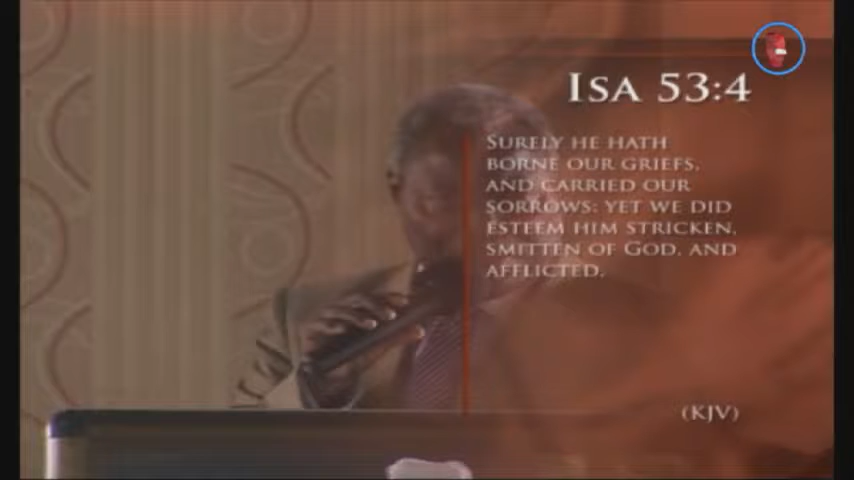 ISA 53:4
SURELY HE HATH
BORNE OUR GRIEFS,
AND CARRIED OUR
SORROWS: YET WE DID
ESTEEM HIM STRICKEN,
SMITTEN OF GOD, AND
AFFLICTED.
(KJV)